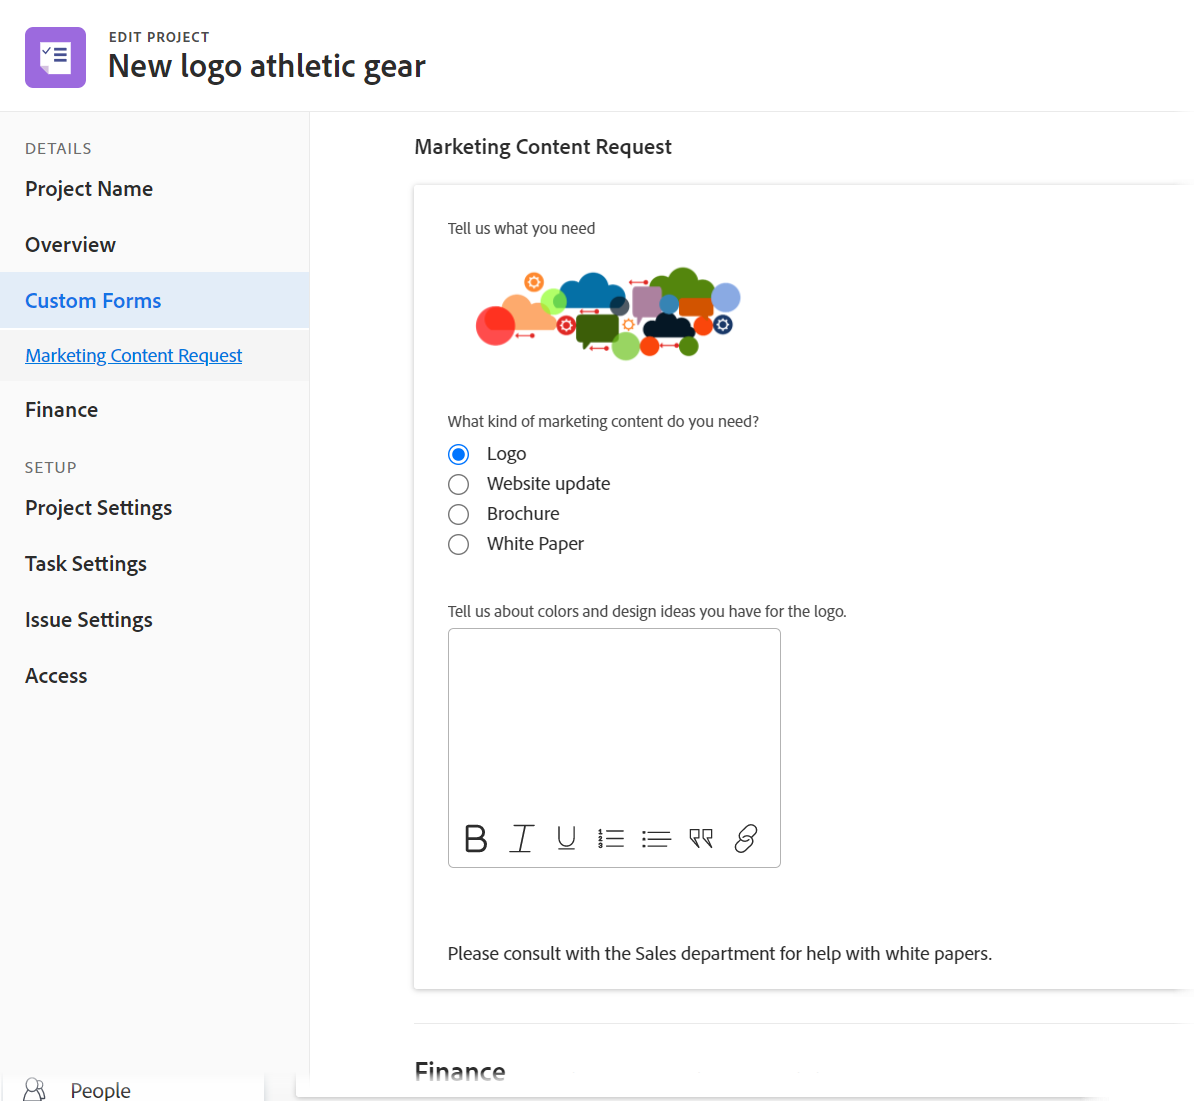 EDIT PROJECT
New logo athletic gear
DETAILS
Project Name
Overview
Custom Forms
Marketing Content Request
Finance
SETUP
Project Settings
Task Settings
Issue Settings
Access
People
Marketing Content Request
Tell us what you need
What kind of marketing content do you need?
Logo
Website update
Brochure
White Paper
Tell us about colors and design ideas you have for the logo.
B I U
Please consult with the Sales department for help with white papers.
Finance